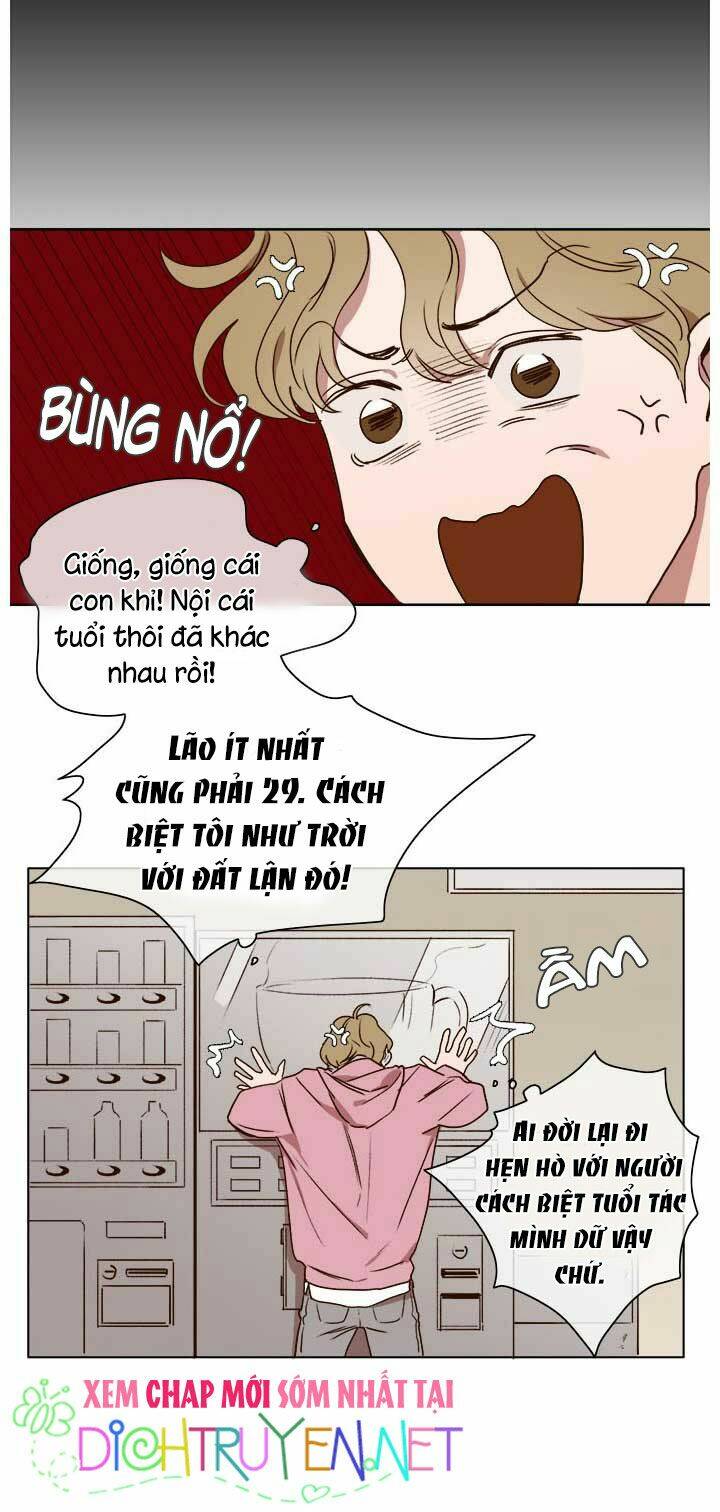 BÙNG NỔ!
Giống, giống cái
con khỉ! Nội cái
tuổi thôi đã khác
nhau rồi!
LÃO ÍT NHẤT
CŨNG PHẢI 29. CÁCH
BIỆT TÔI NHƯ TRỜI
VỚI ĐẤT LẬN ĐÓ!
ẦM
AI ĐỜI LẠI ĐI
HẸN HÒ VỚI NGƯỜI
CÁCH BIỆT TUỔI TÁC
MÌNH DỮ VẬY
CHỨ.
XEM CHAP MỚI SỚM NHẤT TẠI
DICHTRUYEN.NET